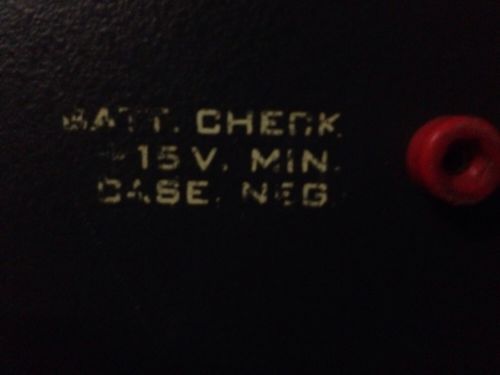 BATT. CHECK
+15 V. MIN.
CASE. NEG